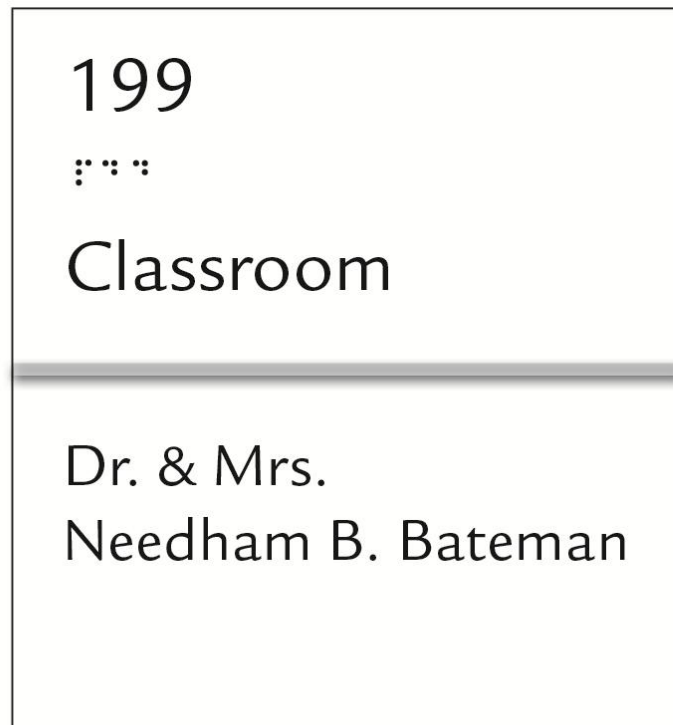 199
⠏⠙⠙
Classroom
Dr. & Mrs.
Needham B. Bateman